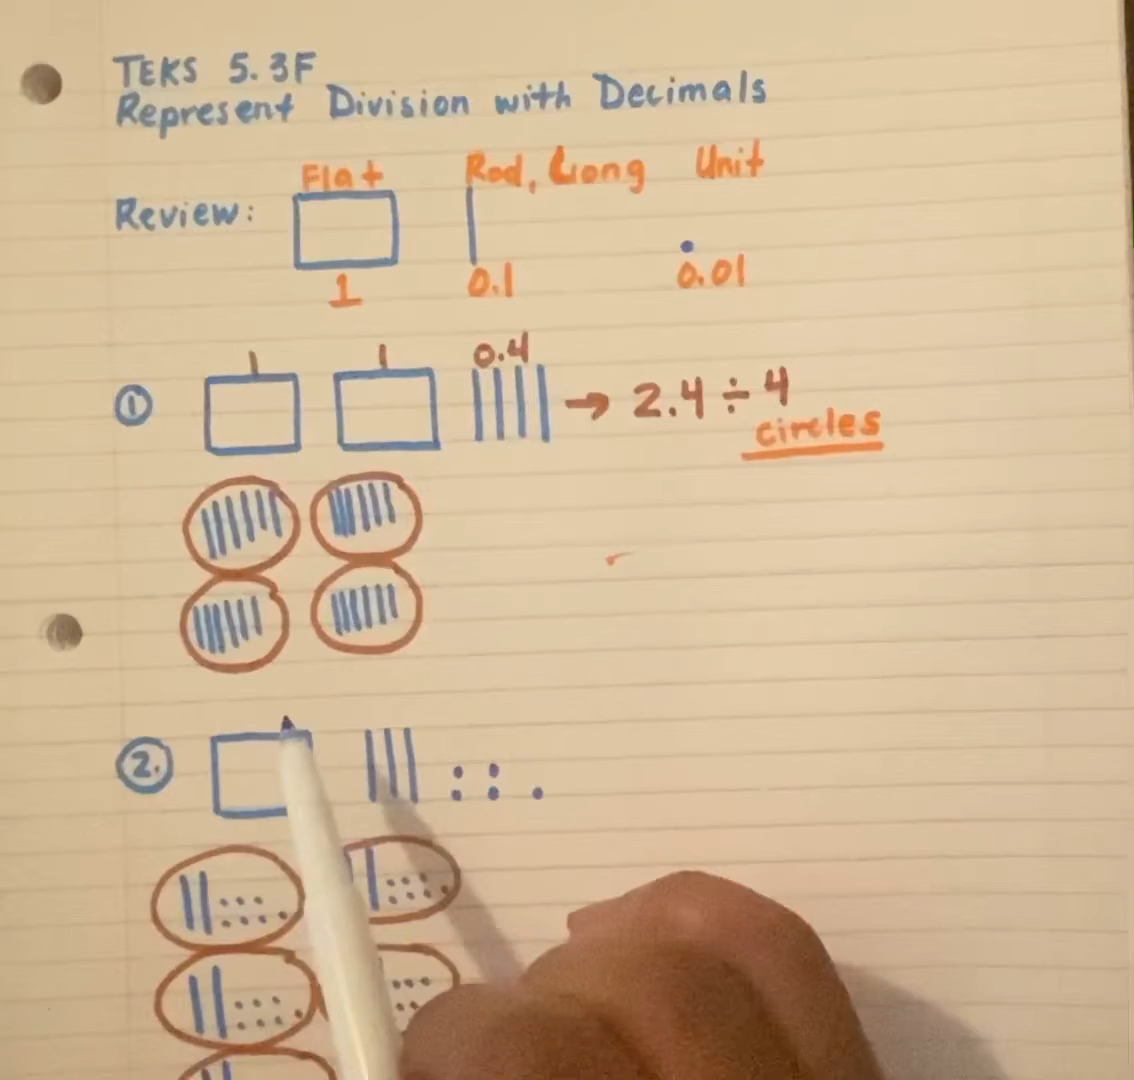 TEKS 5.3F
Represent Division with Decimals
Flat Rod, Long Unit
Review:
1 0.1 0.01
1 1 0.4
① → 2.4 ÷ 4
circles
②.